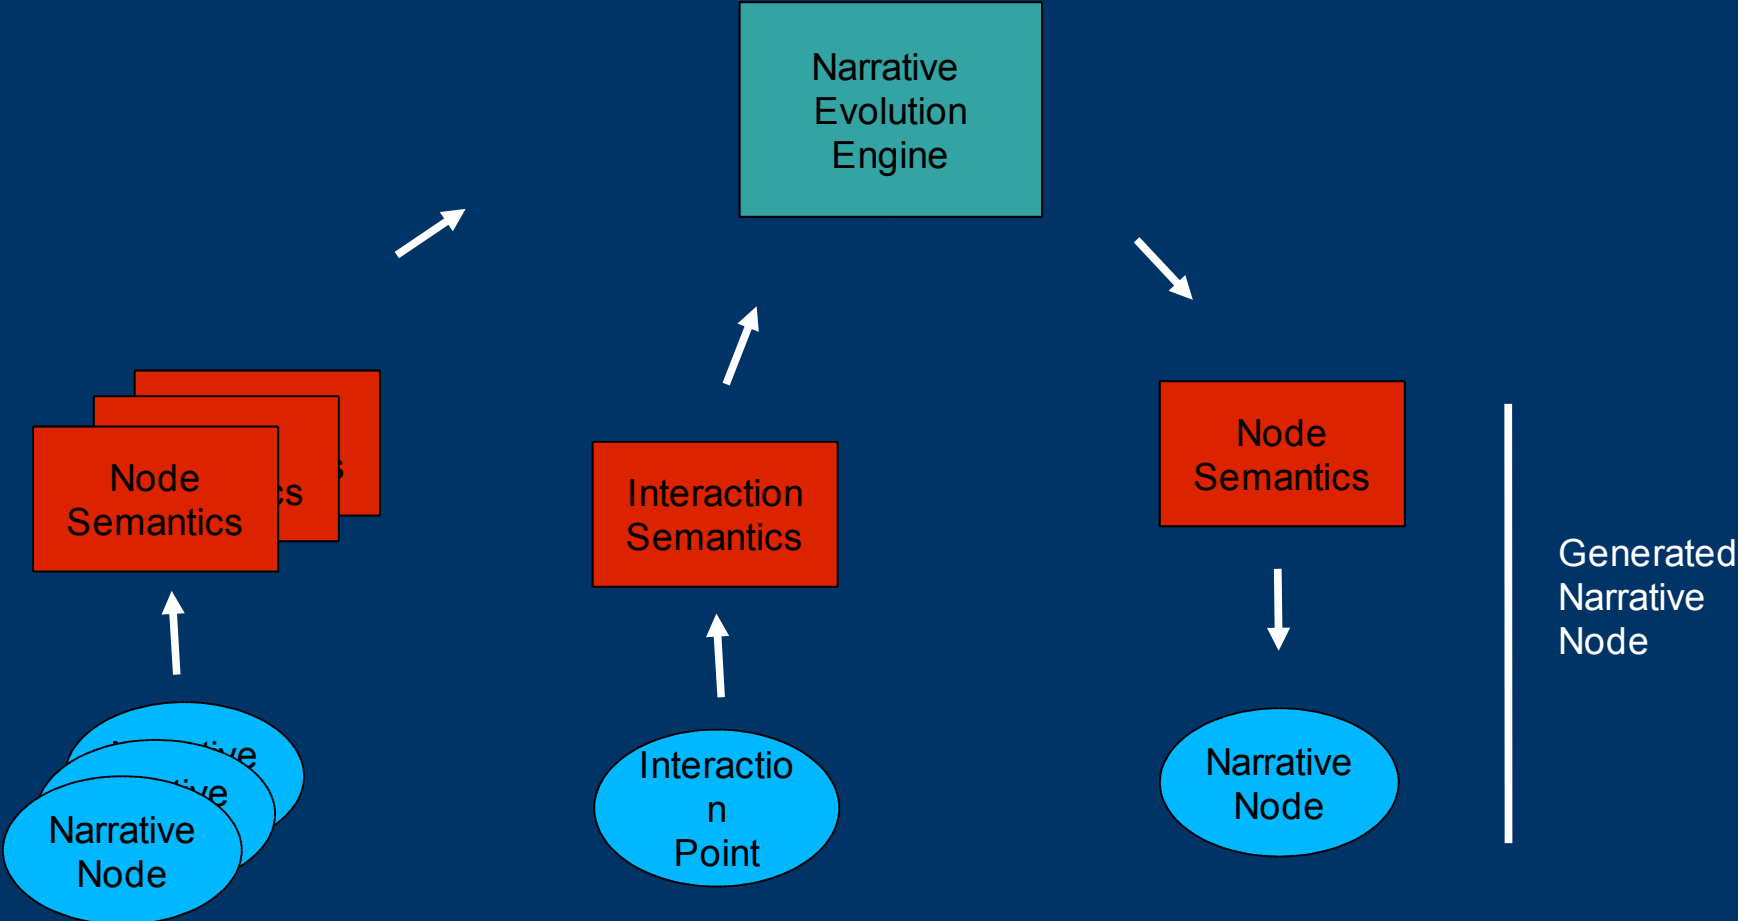 Narrative
Evolution
Engine
Node
Semantics
Interaction
Semantics
Node
Semantics
Generated
Narrative
Node
Narrative
Node
Interactio
n
Point
Narrative
Node